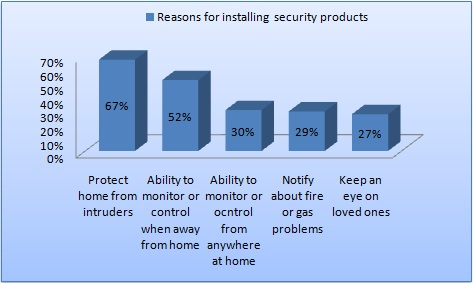 Reasons for installing security products
70%
60%
50%
40%
30%
20%
10%
0%
67%
52%
30%
29%
27%
Protect
home from
intruders
Ability to
monitor or
control
when away
from home
Ability to
monitor or
ocntrol
from
anywhere
at home
Notify
about fire
or gas
problems
Keep an
eye on
loved ones